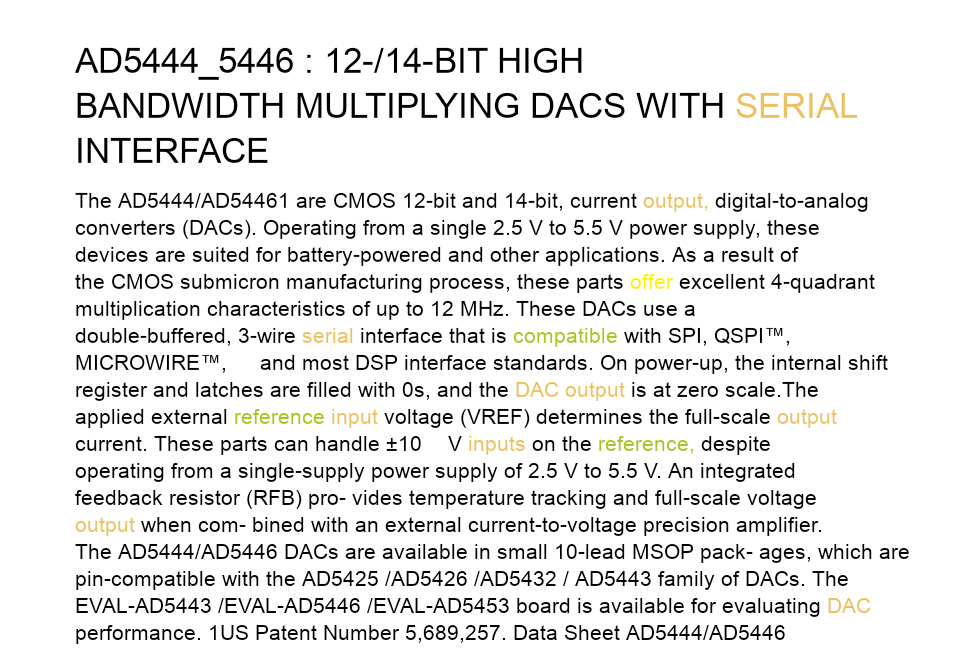 AD5444_5446 : 12-/14-BIT HIGH
BANDWIDTH MULTIPLYING DACS WITH SERIAL
INTERFACE
The AD5444/AD54461 are CMOS 12-bit and 14-bit, current output, digital-to-analog
converters (DACs). Operating from a single 2.5 V to 5.5 V power supply, these
devices are suited for battery-powered and other applications. As a result of
the CMOS submicron manufacturing process, these parts offer excellent 4-quadrant
multiplication characteristics of up to 12 MHz. These DACs use a
double-buffered, 3-wire serial interface that is compatible with SPI, QSPI™,
MICROWIRE™, and most DSP interface standards. On power-up, the internal shift
register and latches are filled with 0s, and the DAC output is at zero scale.The
applied external reference input voltage (VREF) determines the full-scale output
current. These parts can handle ±10 V inputs on the reference, despite
operating from a single-supply power supply of 2.5 V to 5.5 V. An integrated
feedback resistor (RFB) pro- vides temperature tracking and full-scale voltage
output when com- bined with an external current-to-voltage precision amplifier.
The AD5444/AD5446 DACs are available in small 10-lead MSOP pack- ages, which are
pin-compatible with the AD5425 /AD5426 /AD5432 / AD5443 family of DACs. The
EVAL-AD5443 /EVAL-AD5446 /EVAL-AD5453 board is available for evaluating DAC
performance. 1US Patent Number 5,689,257. Data Sheet AD5444/AD5446